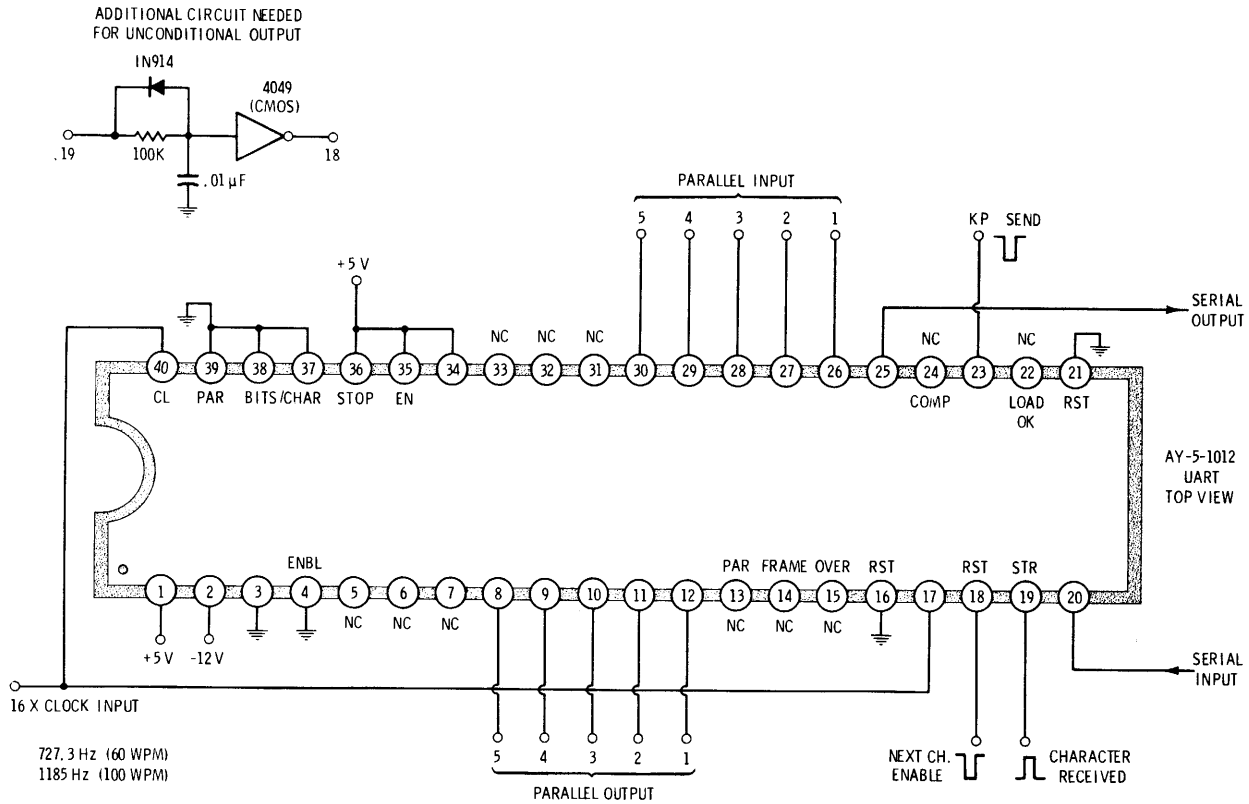 ADDITIONAL CIRCUIT NEEDED
FOR UNCONDITIONAL OUTPUT
IN914
4049
(CMOS)
.19
100K
18
.01 µF
PARALLEL INPUT
5 4 3 2 1
KP SEND
+5 V
SERIAL
OUTPUT
NC NC NC NC NC
40 39 38 37 36 35 34 33 32 31 30 29 28 27 26 25 24 23 22 21
CL PAR BITS/CHAR STOP EN COMP LOAD OK RST
AY-5-1012
UART
TOP VIEW
ENBL PAR FRAME OVER RST RST STR
1 2 3 4 5 6 7 8 9 10 11 12 13 14 15 16 17 18 19 20
NC NC NC NC NC NC
+5V -12V
SERIAL
INPUT
16 X CLOCK INPUT
727.3 Hz (60 WPM)
1185 Hz (100 WPM)
5 4 3 2 1
PARALLEL OUTPUT
NEXT CH.
ENABLE
CHARACTER
RECEIVED